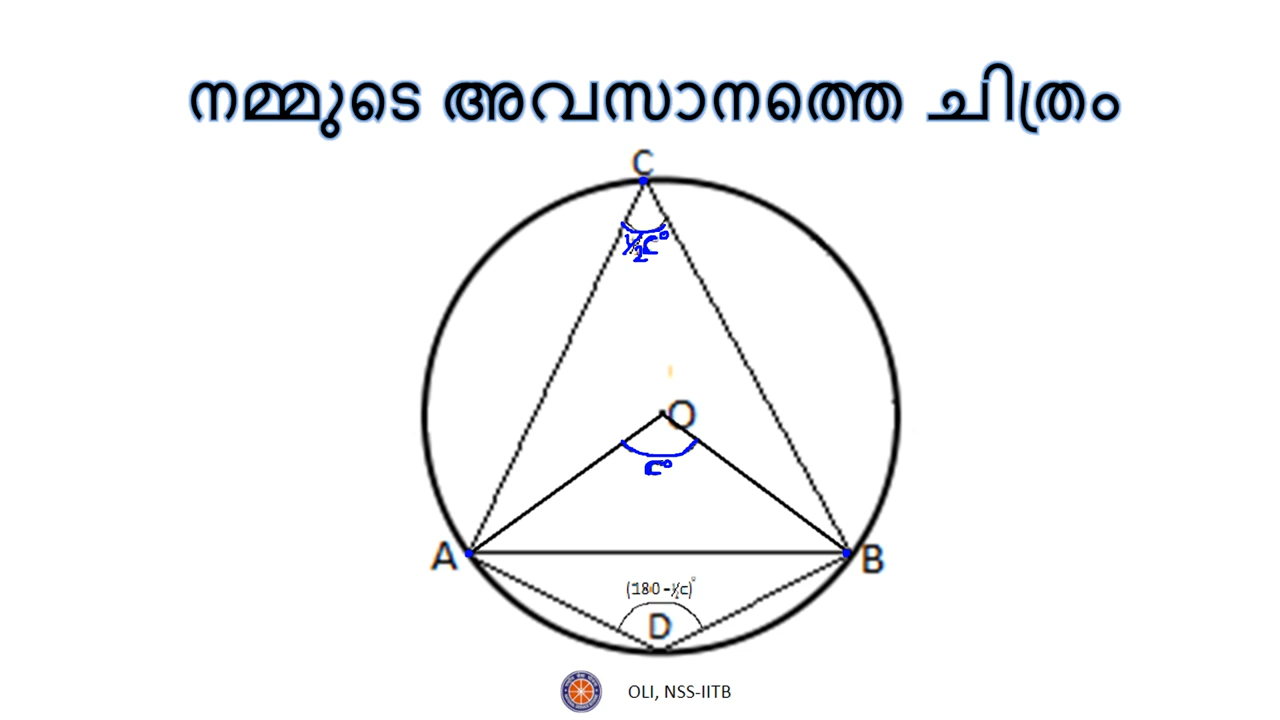 നമ്മുടെ അവസാനത്തെ ചിത്രം
C
½c°
O
c°
A
B
(180-½c)°
D
OLI, NSS-IITB